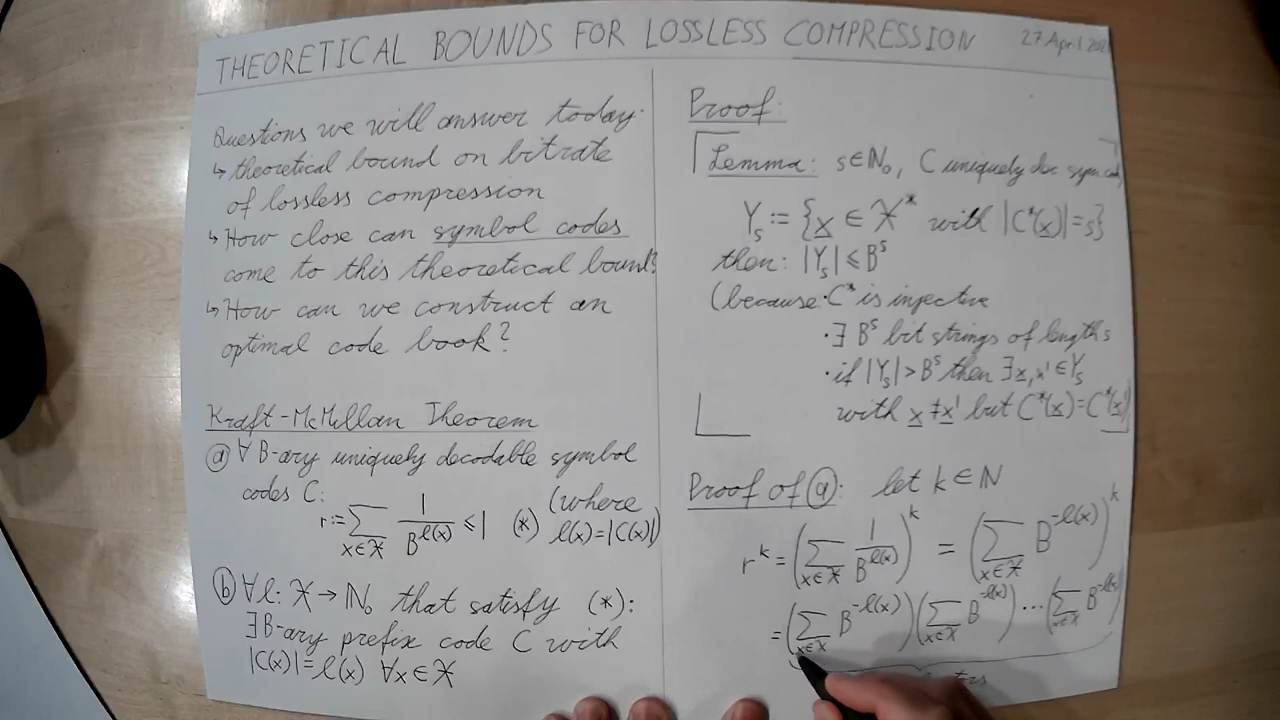 THEORETICAL BOUNDS FOR LOSSLESS COMPRESSION
27 April
Questions we will answer today:
↳ theoretical bound on bitrate
of lossless compression
↳ How close can symbol codes
come to this theoretical bound?
↳ How can we construct an
optimal code book?
Kraft-McMillan Theorem
ⓐ ∀ B-ary uniquely decodable symbol
codes C:
r := ∑_{x∈𝒳} 1/B^{ℓ(x)} ≤ 1 (*) (where
ℓ(x)=|C(x)|)
ⓑ ∀ℓ: 𝒳 → ℕ₀ that satisfy (*):
∃ B-ary prefix code C with
|C(x)| = ℓ(x) ∀x∈𝒳
Proof:
Lemma: s∈ℕ₀, C uniquely dec sym. code
Y_s := {x̲ ∈ 𝒳* with |C*(x̲)| = s}
then: |Y_s| ≤ B^s
(because: · C* is injective
· ∃ B^s bit strings of length s
· if |Y_s| > B^s then ∃ x̲, x̲' ∈ Y_s
with x̲ ≠ x̲' but C*(x̲) = C*(x̲')
Proof of ⓐ: let k ∈ ℕ
r^k = (∑_{x∈𝒳} 1/B^{ℓ(x)})^k = (∑_{x∈𝒳} B^{-ℓ(x)})^k
= (∑_{x∈𝒳} B^{-ℓ(x)}) (∑_{x∈𝒳} B^{-ℓ(x)}) ... (∑_{x∈𝒳} B^{-ℓ(x)})